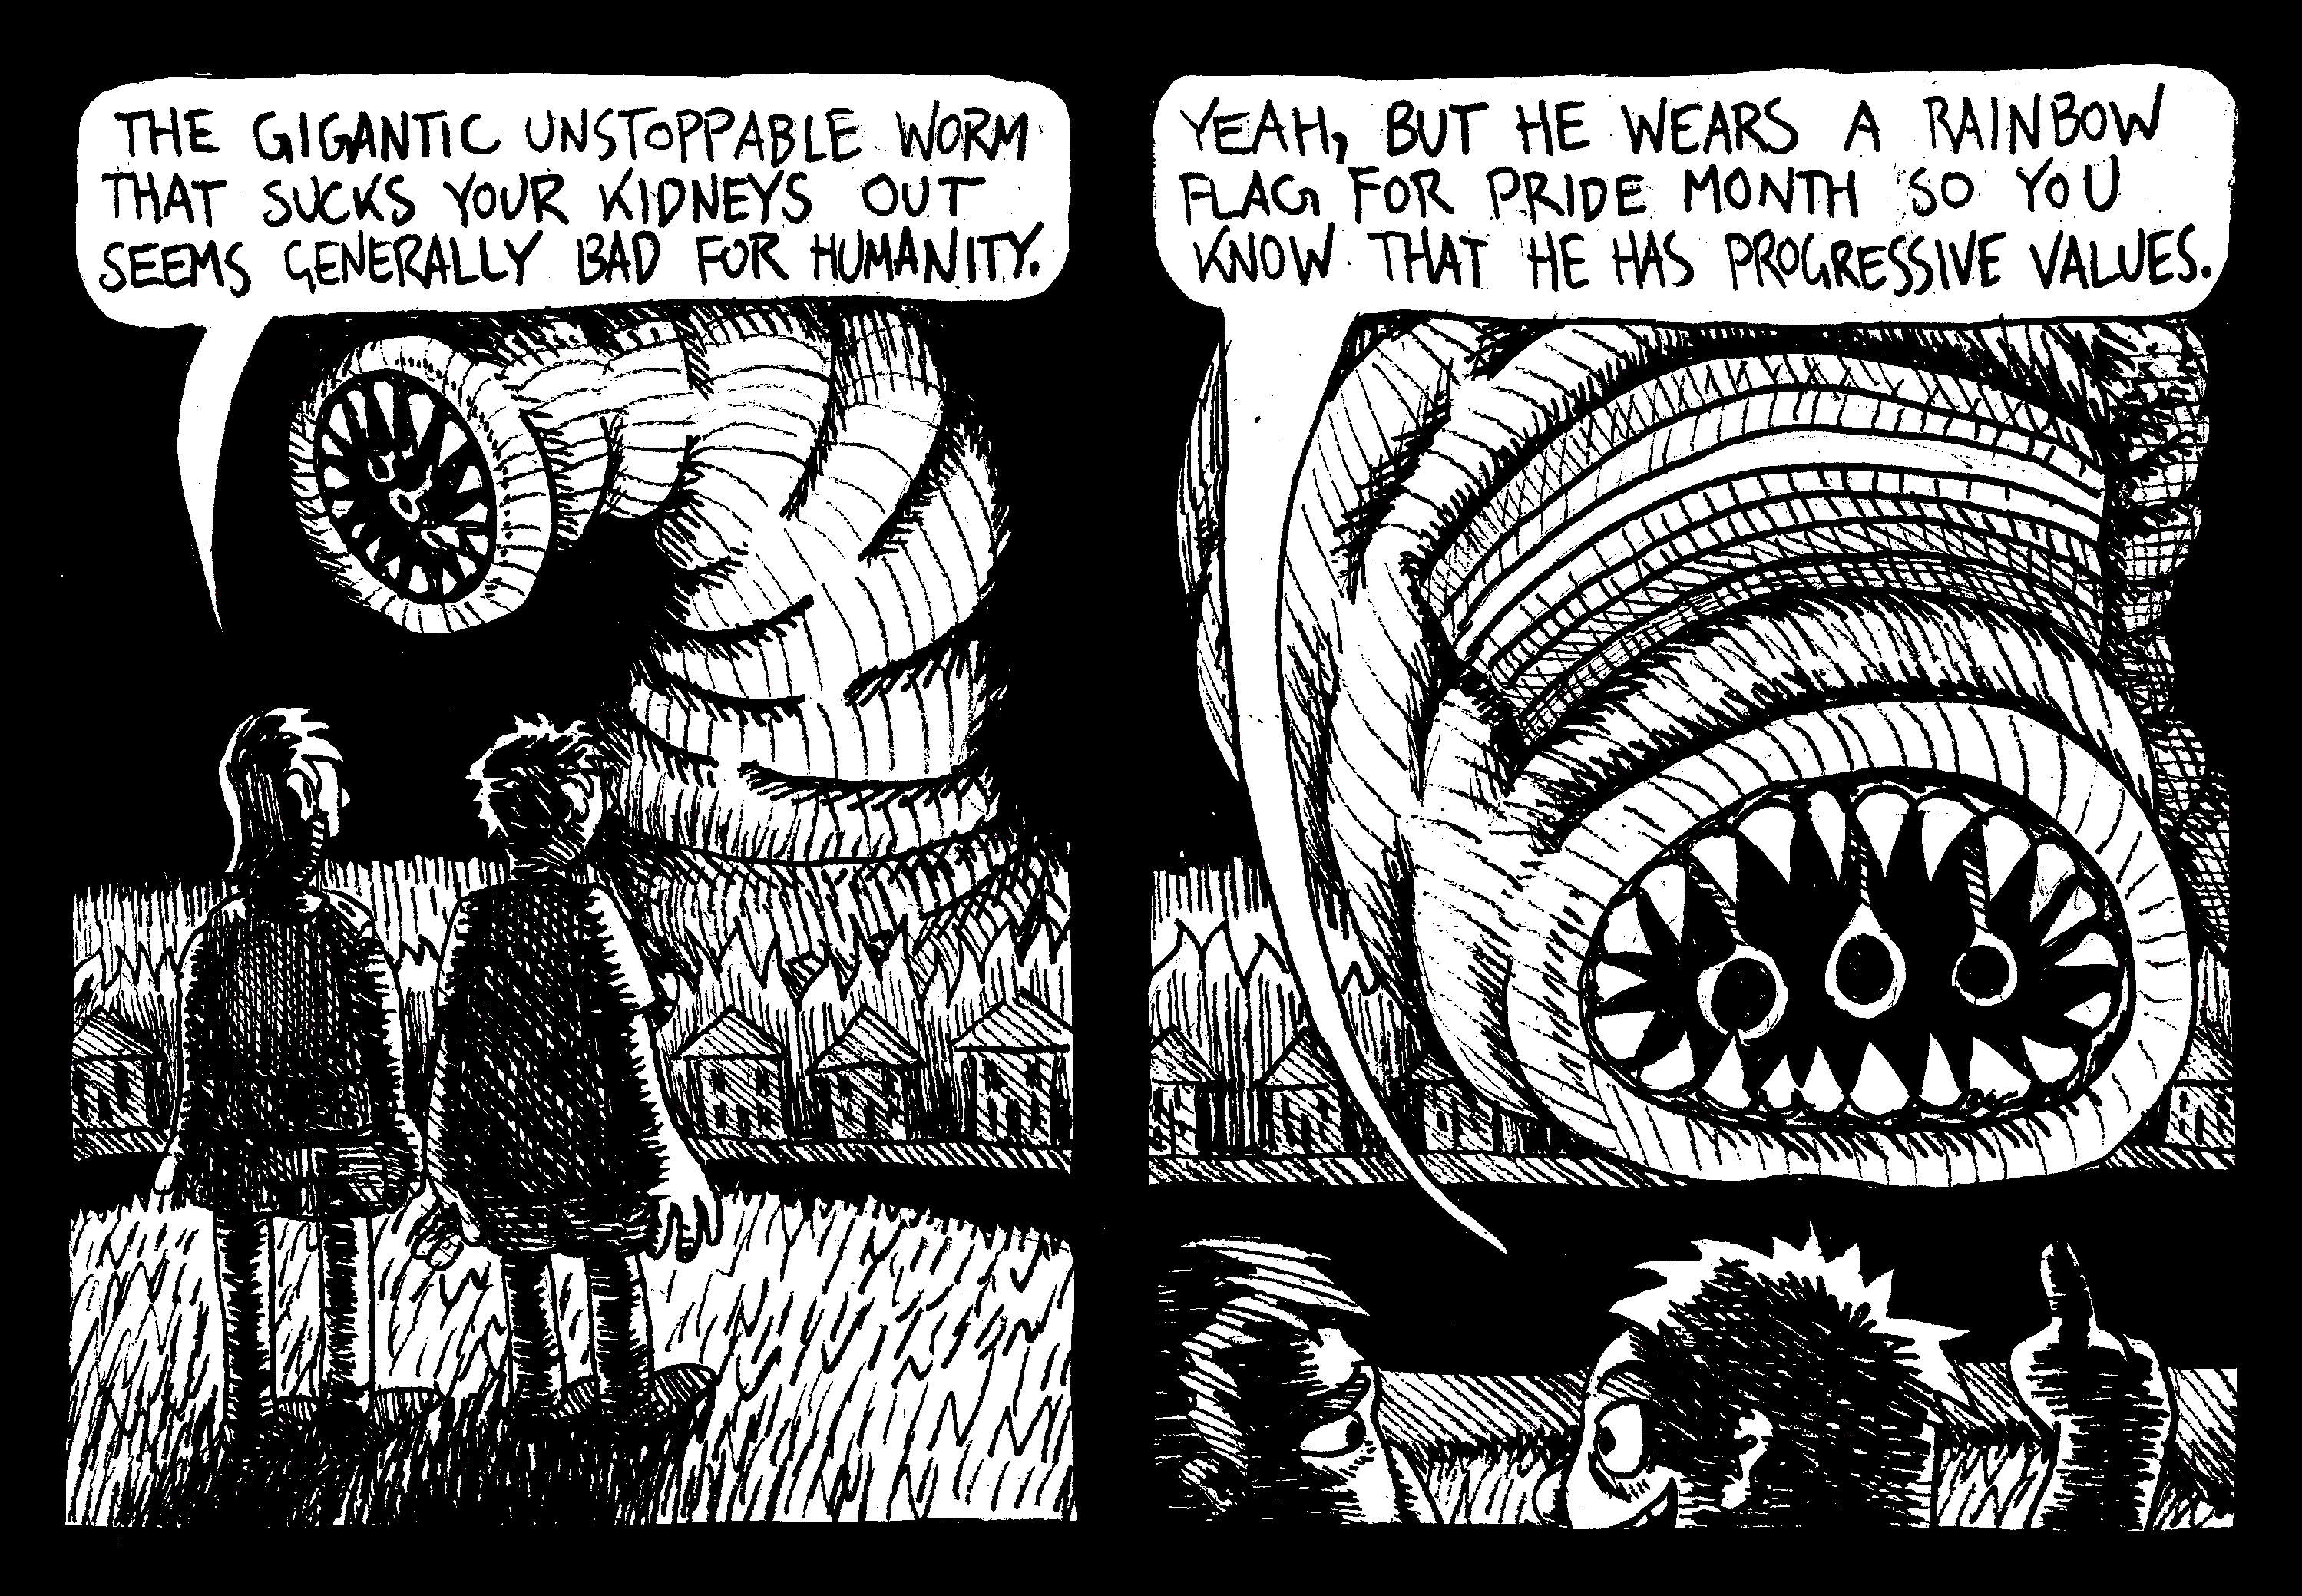 THE GIGANTIC UNSTOPPABLE WORM
THAT SUCKS YOUR KIDNEYS OUT
SEEMS GENERALLY BAD FOR HUMANITY.
YEAH, BUT HE WEARS A RAINBOW
FLAG FOR PRIDE MONTH SO YOU
KNOW THAT HE HAS PROGRESSIVE VALUES.